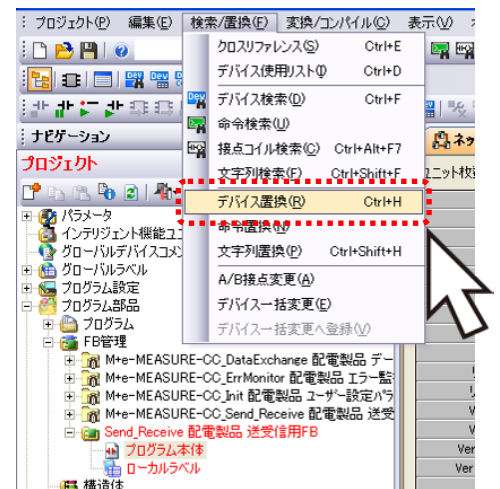 プロジェクト(P) 編集(E) 検索/置換(F) 変換/コンパイル(C) 表示(V)
クロスリファレンス(S) Ctrl+E
デバイス使用リスト(I) Ctrl+D
デバイス検索(D) Ctrl+F
命令検索(U)
接点コイル検索(C) Ctrl+Alt+F7
文字列検索(E) Ctrl+Shift+F
デバイス置換(R) Ctrl+H
命令置換(N)
文字列置換(P) Ctrl+Shift+H
A/B接点変更(A)
デバイス一括変更(E)
デバイス一括変更へ登録(V)
ナビゲーション
プロジェクト
パラメータ
インテリジェント機能ユニ
グローバルデバイスコメン
グローバルラベル
プログラム設定
プログラム部品
プログラム
FB管理
M+e-MEASURE-CC_DataExchange 配電製品 デー
M+e-MEASURE-CC_ErrMonitor 配電製品 エラー監
M+e-MEASURE-CC_Init 配電製品 ユーザー設定パラ
M+e-MEASURE-CC_Send_Receive 配電製品 送受
Send_Receive 配電製品 送受信用FB
プログラム本体
ローカルラベル
構造体
ネッ
ユニット枚
Ver
Ver